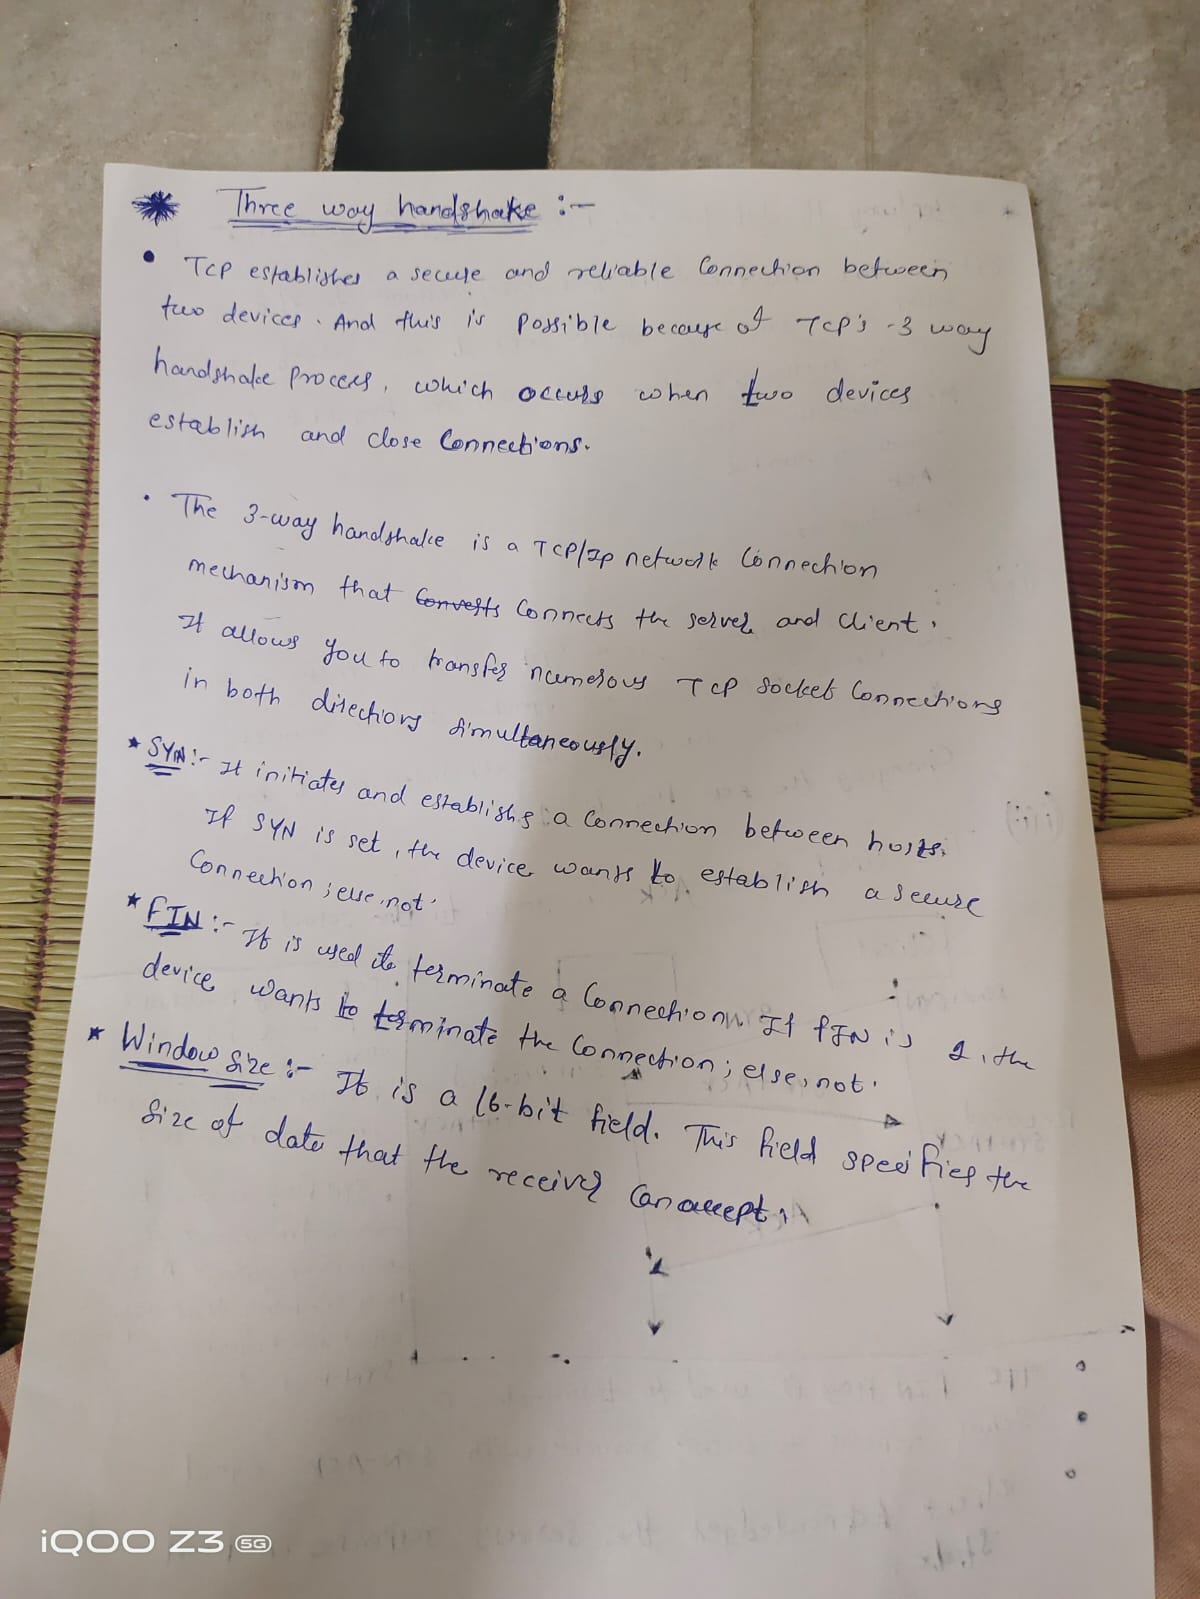 Three way handshake :-
• TCP establishes a secure and reliable Connection between
two devices. And this is possible because of TCP's -3 way
handshake process, which occurs when two devices
establish and close Connections.
• The 3-way handshake is a TCP/Ip network Connection
mechanism that Converts Connects the server and client.
It allows you to transfer numerous TCP socket Connections
in both directions simultaneously.
* SYN :- It initiates and establishs a Connection between hosts.
If SYN is set, the device wants to establish a secure
Connection; else, not.
* FIN :- It is used to terminate a Connection. If FIN is 1, the
device wants to terminate the Connection; else, not.
* Window Size :- It is a 16-bit field. This field specifies the
Size of data that the receiver Can accept.
iQOO Z3 5G